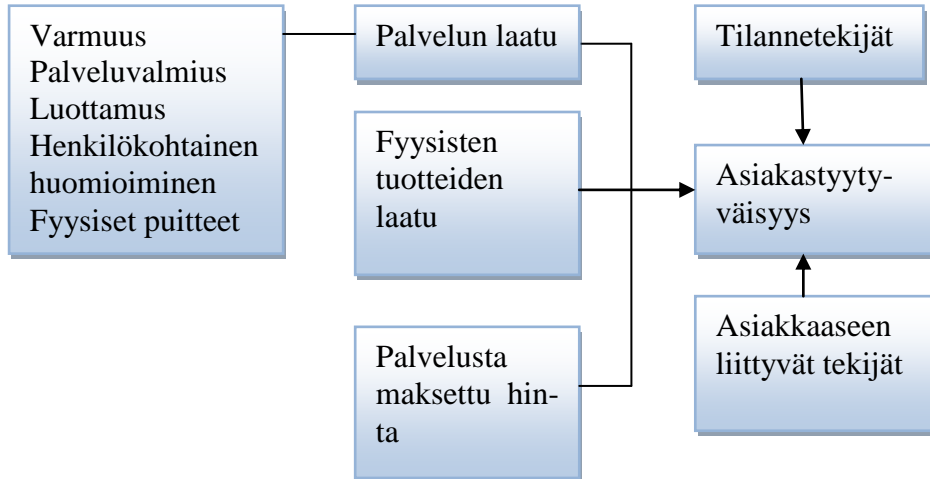 Varmuus
Palveluvalmius
Luottamus
Henkilökohtainen
huomioiminen
Fyysiset puitteet
Palvelun laatu
Fyysisten
tuotteiden
laatu
Palvelusta
maksettu hin-
ta
Tilannetekijät
Asiakastyyty-
väisyys
Asiakkaaseen
liittyvät tekijät